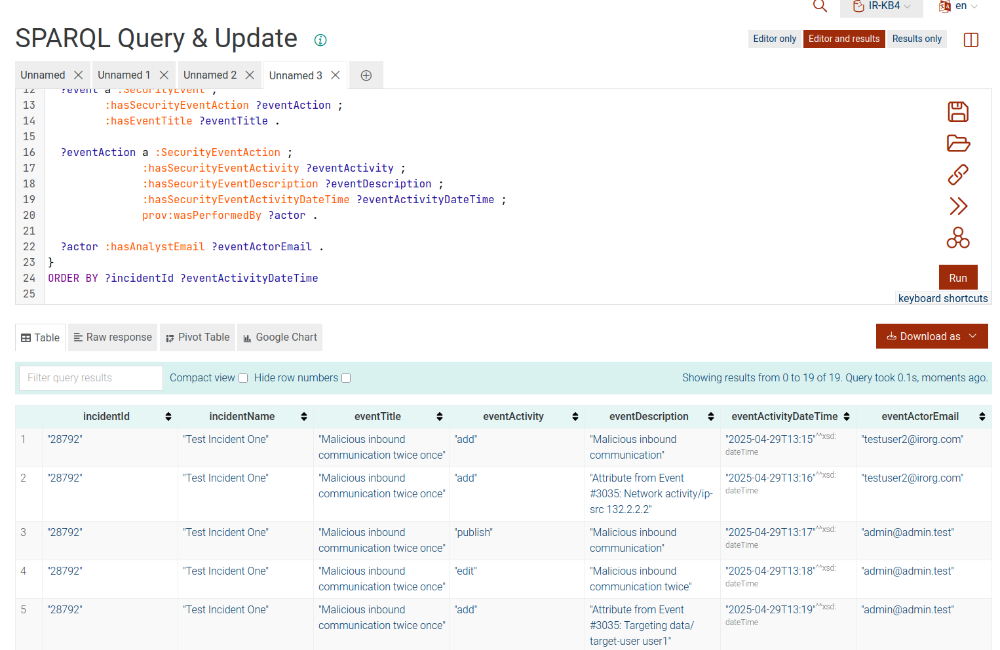 IR-KB4
en
SPARQL Query & Update
Editor only
Editor and results
Results only
Unnamed
Unnamed 1
Unnamed 2
Unnamed 3
12 ?event a :SecurityEvent ;
13 :hasSecurityEventAction ?eventAction ;
14 :hasEventTitle ?eventTitle .
15
16 ?eventAction a :SecurityEventAction ;
17 :hasSecurityEventActivity ?eventActivity ;
18 :hasSecurityEventDescription ?eventDescription ;
19 :hasSecurityEventActivityDateTime ?eventActivityDateTime ;
20 prov:wasPerformedBy ?actor .
21
22 ?actor :hasAnalystEmail ?eventActorEmail .
23 }
24 ORDER BY ?incidentId ?eventActivityDateTime
25
Run
keyboard shortcuts
Table
Raw response
Pivot Table
Google Chart
Download as
Filter query results
Compact view
Hide row numbers
Showing results from 0 to 19 of 19. Query took 0.1s, moments ago.
incidentId incidentName eventTitle eventActivity eventDescription eventActivityDateTime eventActorEmail
1 "28792" "Test Incident One" "Malicious inbound "add" "Malicious inbound "2025-04-29T13:15"^^xsd: "testuser2@irorg.com"
communication twice once" communication" dateTime
2 "28792" "Test Incident One" "Malicious inbound "add" "Attribute from Event "2025-04-29T13:16"^^xsd: "testuser2@irorg.com"
communication twice once" #3035: Network activity/ip- dateTime
src 132.2.2.2"
3 "28792" "Test Incident One" "Malicious inbound "publish" "Malicious inbound "2025-04-29T13:17"^^xsd: "admin@admin.test"
communication twice once" communication" dateTime
4 "28792" "Test Incident One" "Malicious inbound "edit" "Malicious inbound "2025-04-29T13:18"^^xsd: "admin@admin.test"
communication twice once" communication twice" dateTime
5 "28792" "Test Incident One" "Malicious inbound "add" "Attribute from Event "2025-04-29T13:19"^^xsd: "admin@admin.test"
communication twice once" #3035: Targeting data/ dateTime
target-user user1"